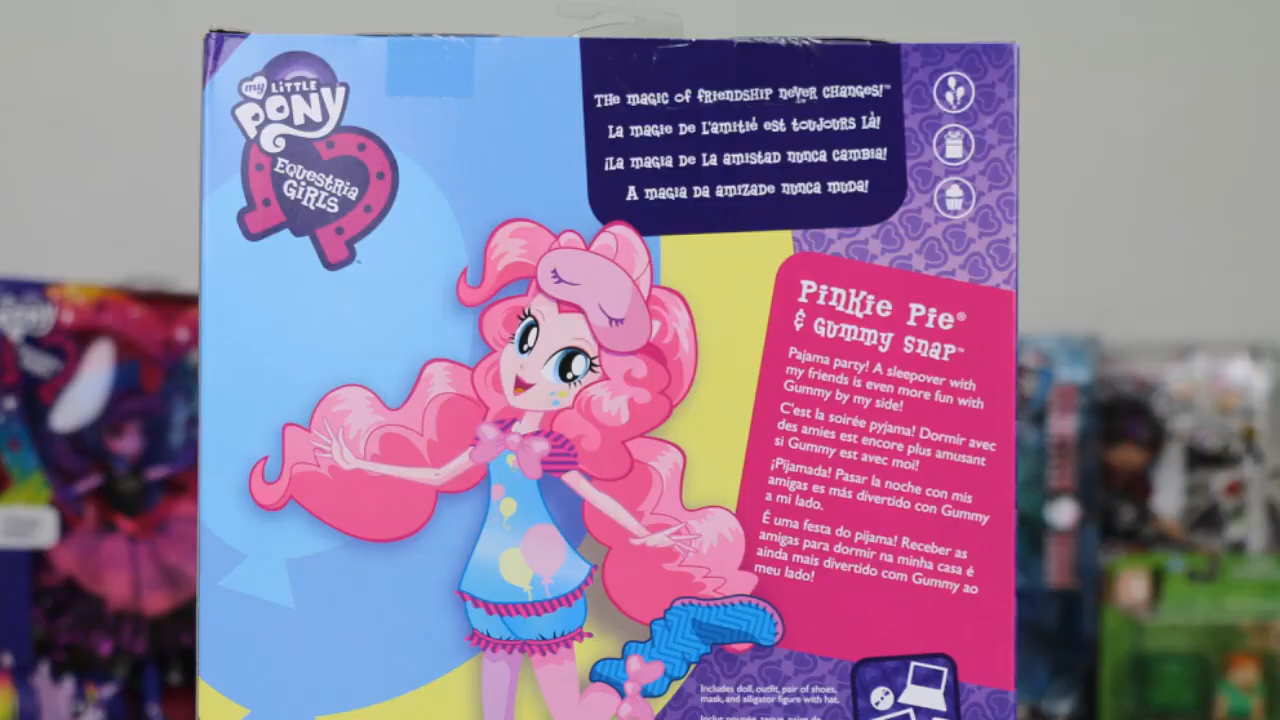 my LiTTLE
PONY
EQUESTRIA
GiRLS
THE MAGIC OF FRIENDSHIP NEVER CHANGES!™
LA MAGIE DE L'AMITIÉ EST TOUJOURS LÀ!
¡LA MAGIA DE LA AMISTAD NUNCA CAMBIA!
A MAGIA DA AMIZADE NUNCA MUDA!
PiNKiE PiE®
& GUMMY SNAP™
Pajama party! A sleepover with
my friends is even more fun with
Gummy by my side!
C'est la soirée pyjama! Dormir avec
des amies est encore plus amusant
si Gummy est avec moi!
¡Pijamada! Pasar la noche con mis
amigas es más divertido con Gummy
a mi lado.
É uma festa do pijama! Receber as
amigas para dormir na minha casa é
ainda mais divertido com Gummy ao
meu lado!
Includes doll, outfit, pair of shoes,
mask, and alligator figure with hat.